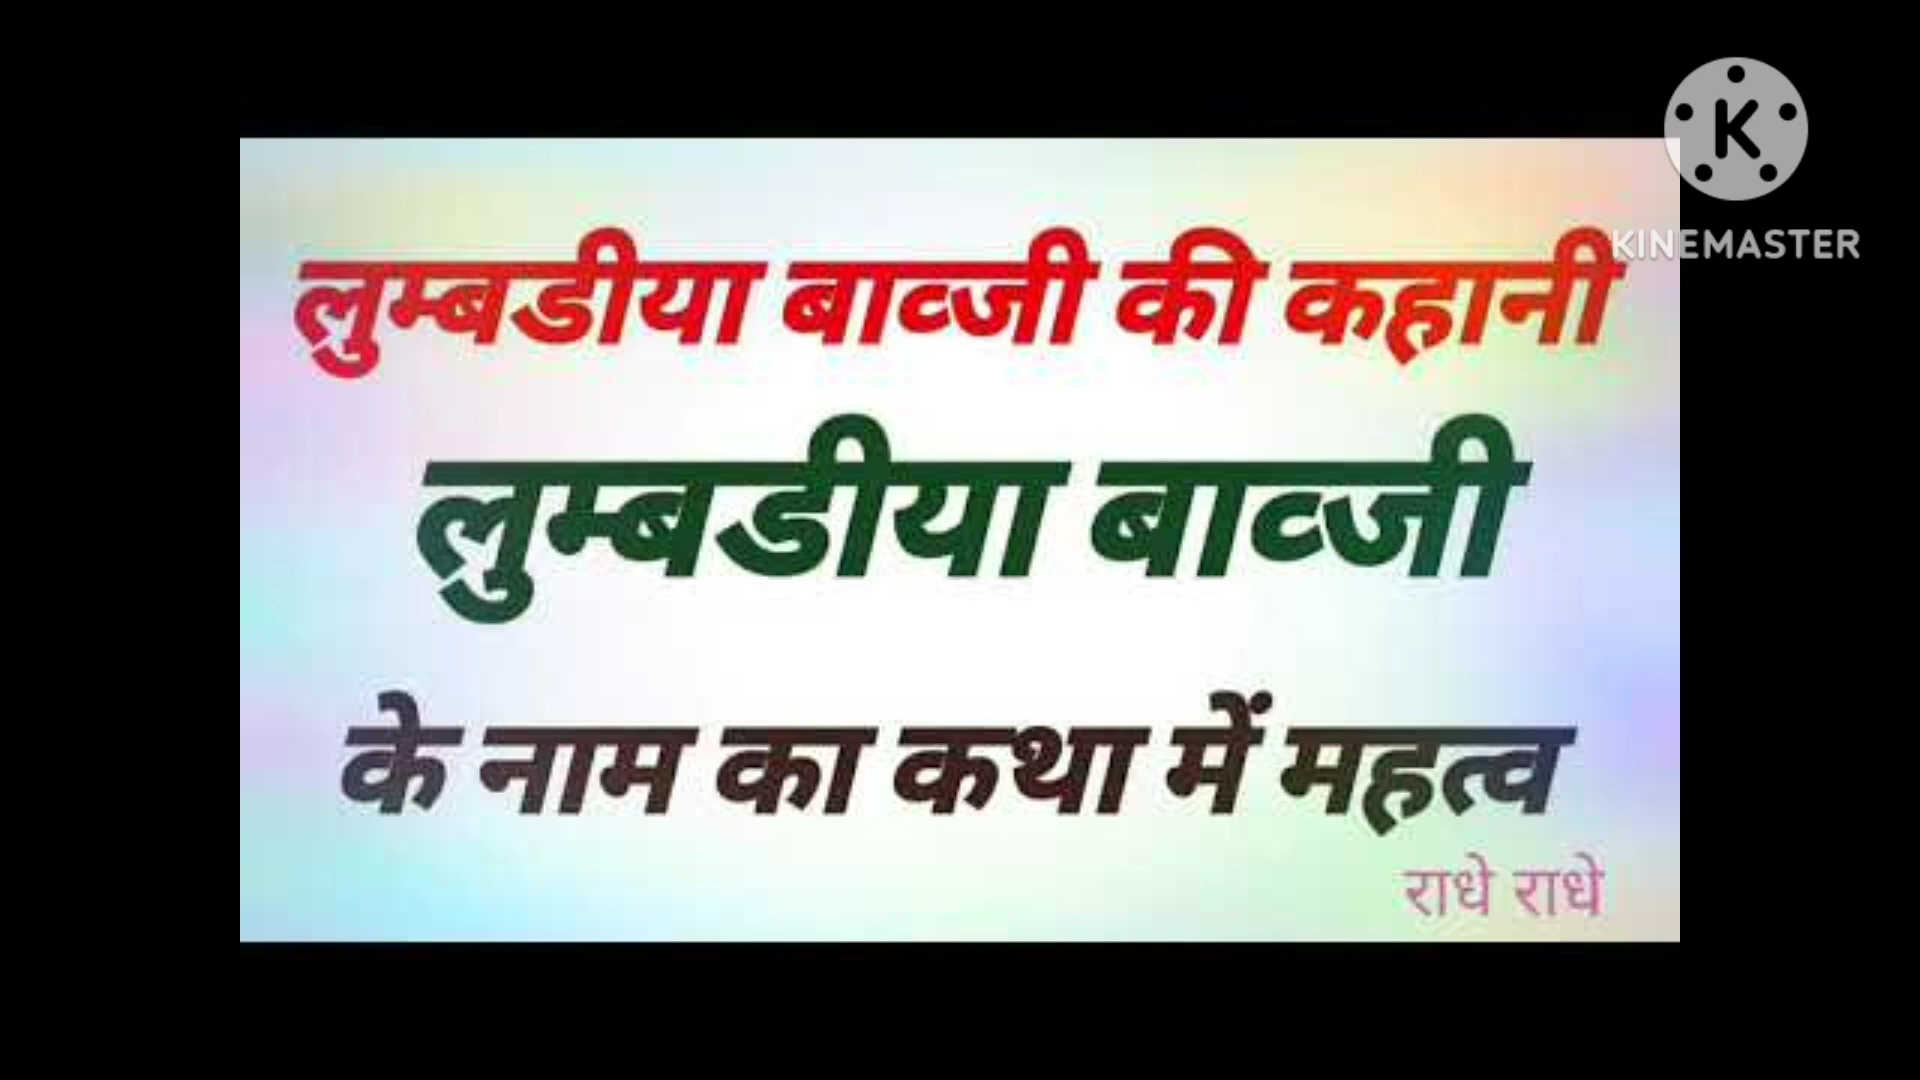 लुम्बडीया बाव्जी की कहानी
लुम्बडीया बाव्जी
के नाम का कथा में महत्व
राधे राधे
K
KINEMASTER